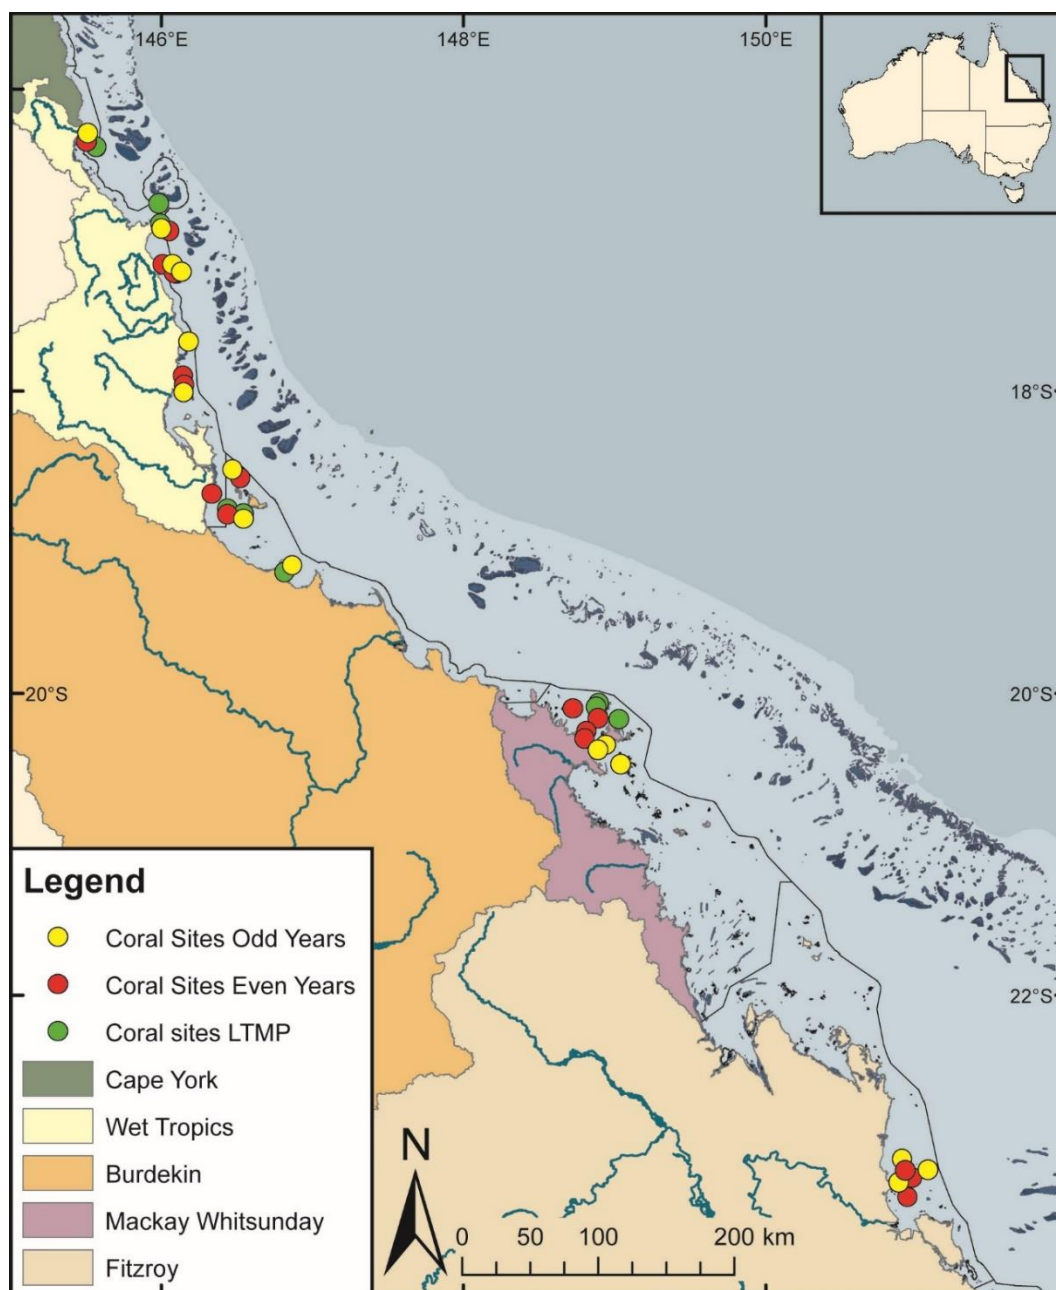 146°E 148°E 150°E
18°S
20°S 20°S
22°S
Legend
Coral Sites Odd Years
Coral Sites Even Years
Coral sites LTMP
Cape York
Wet Tropics
Burdekin
Mackay Whitsunday
Fitzroy
N
0 50 100 200 km